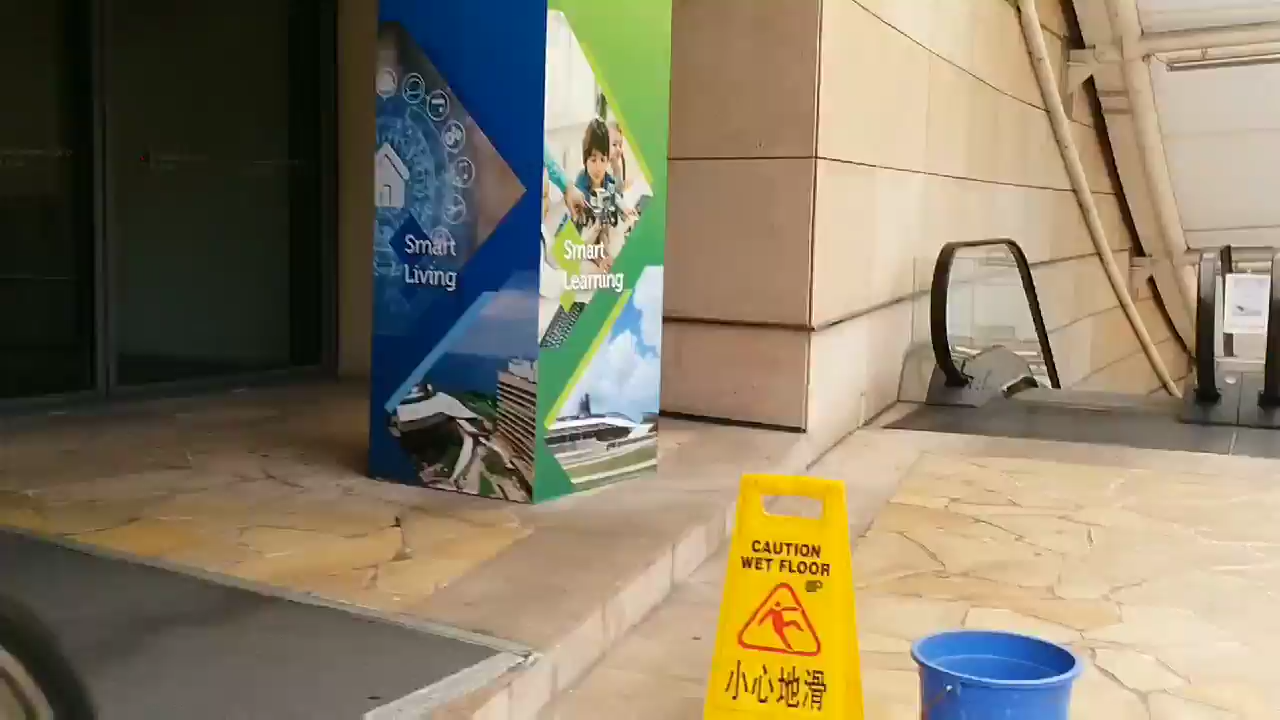 Smart
Living
Smart
Learning
CAUTION
WET FLOOR
小心地滑